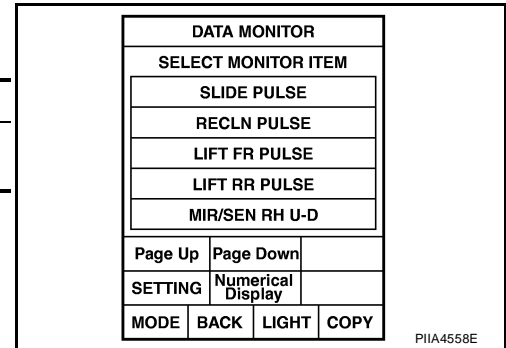 DATA MONITOR
SELECT MONITOR ITEM
SLIDE PULSE
RECLN PULSE
LIFT FR PULSE
LIFT RR PULSE
MIR/SEN RH U-D
Page Up Page Down
SETTING Numerical Display
MODE BACK LIGHT COPY
PIIA4558E